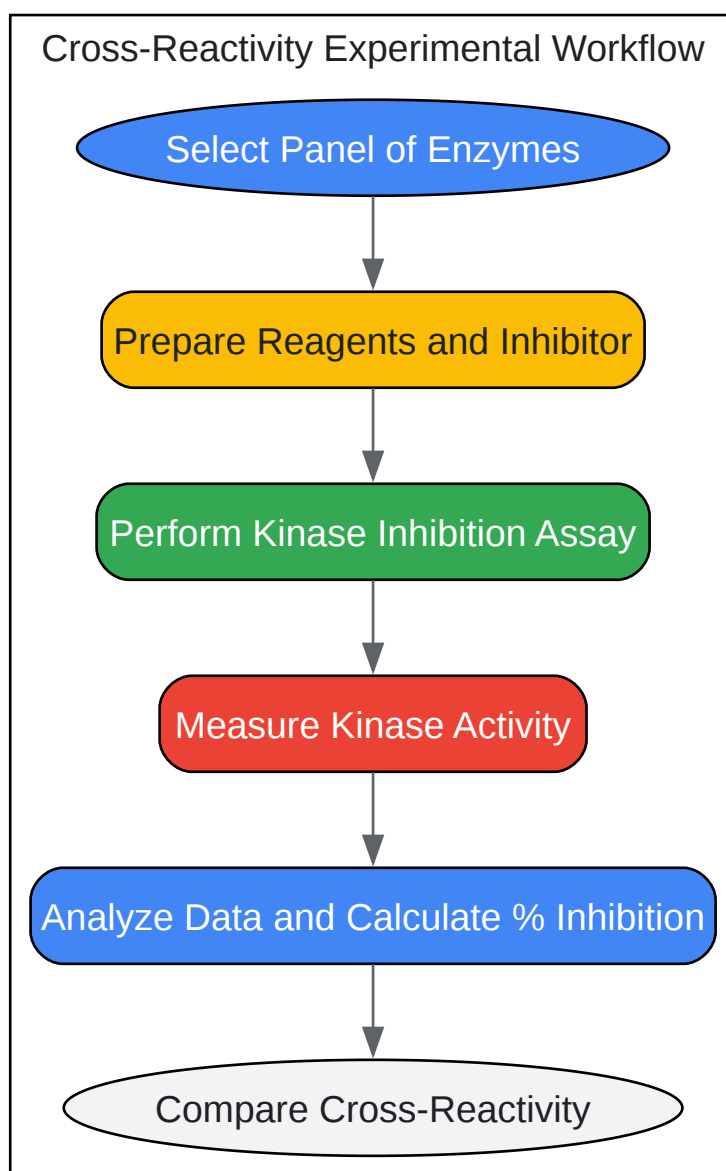 Cross-Reactivity Experimental Workflow
Select Panel of Enzymes
Prepare Reagents and Inhibitor
Perform Kinase Inhibition Assay
Measure Kinase Activity
Analyze Data and Calculate % Inhibition
Compare Cross-Reactivity